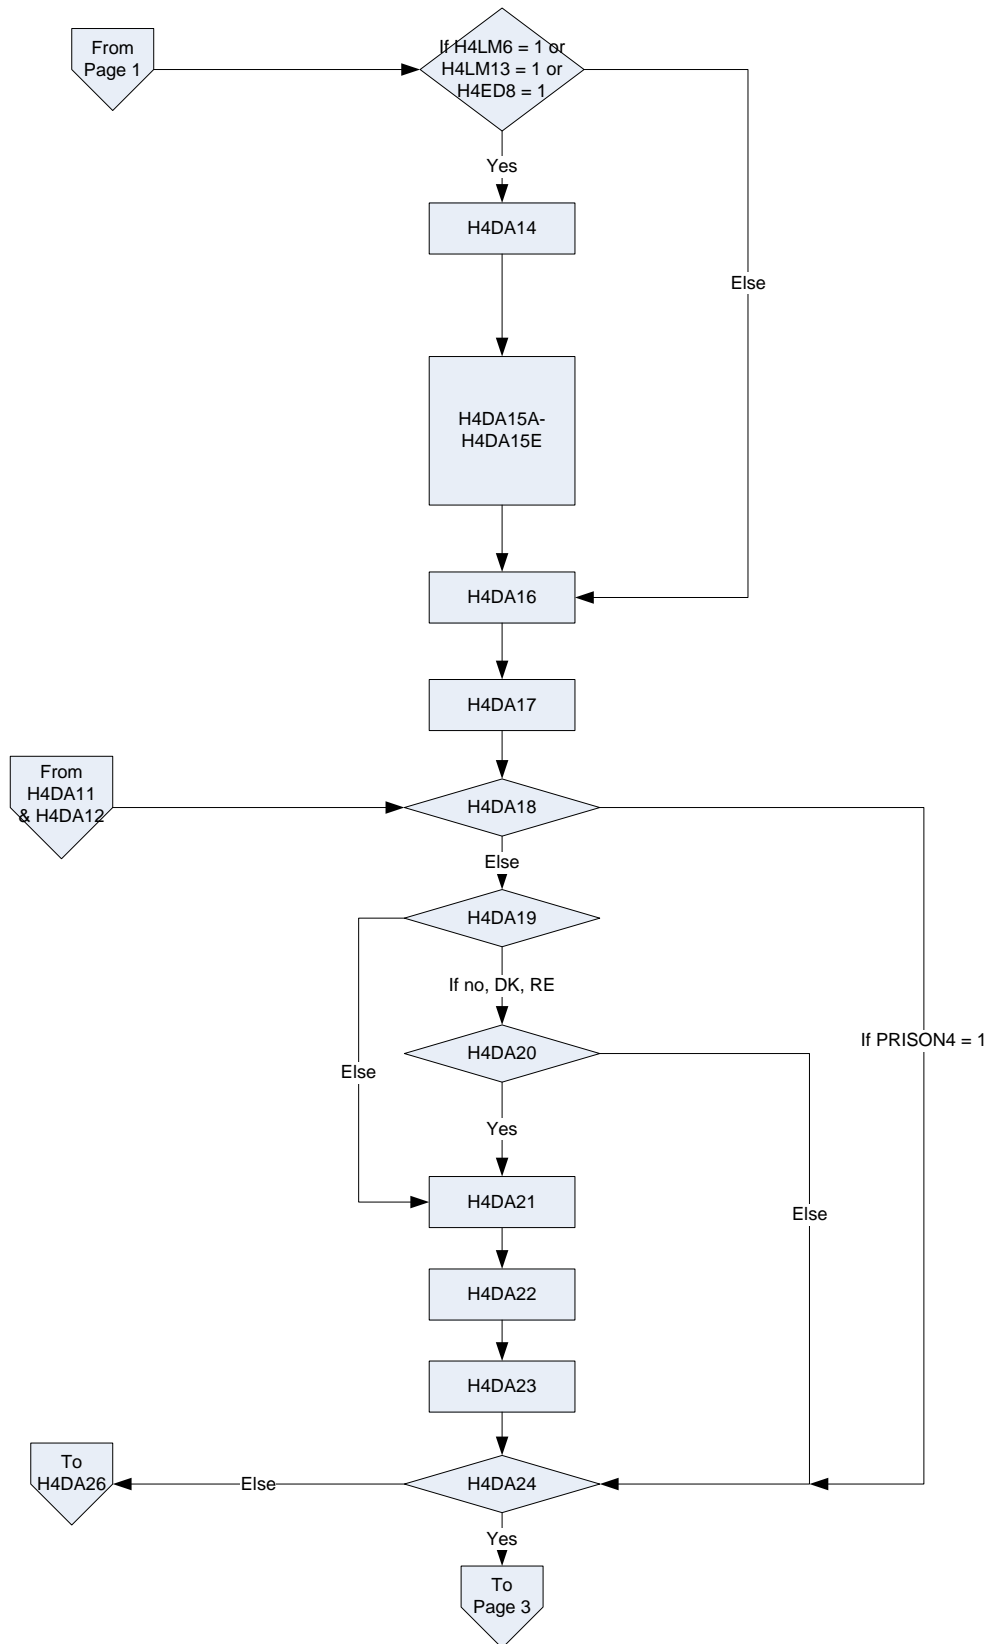 From
Page 1
If H4LM6 = 1 or
H4LM13 = 1 or
H4ED8 = 1
Yes
H4DA14
Else
H4DA15A-
H4DA15E
H4DA16
H4DA17
From
H4DA11
& H4DA12
H4DA18
Else
H4DA19
If no, DK, RE
If PRISON4 = 1
H4DA20
Else
Yes
H4DA21
Else
H4DA22
H4DA23
To
H4DA26
Else
H4DA24
Yes
To
Page 3